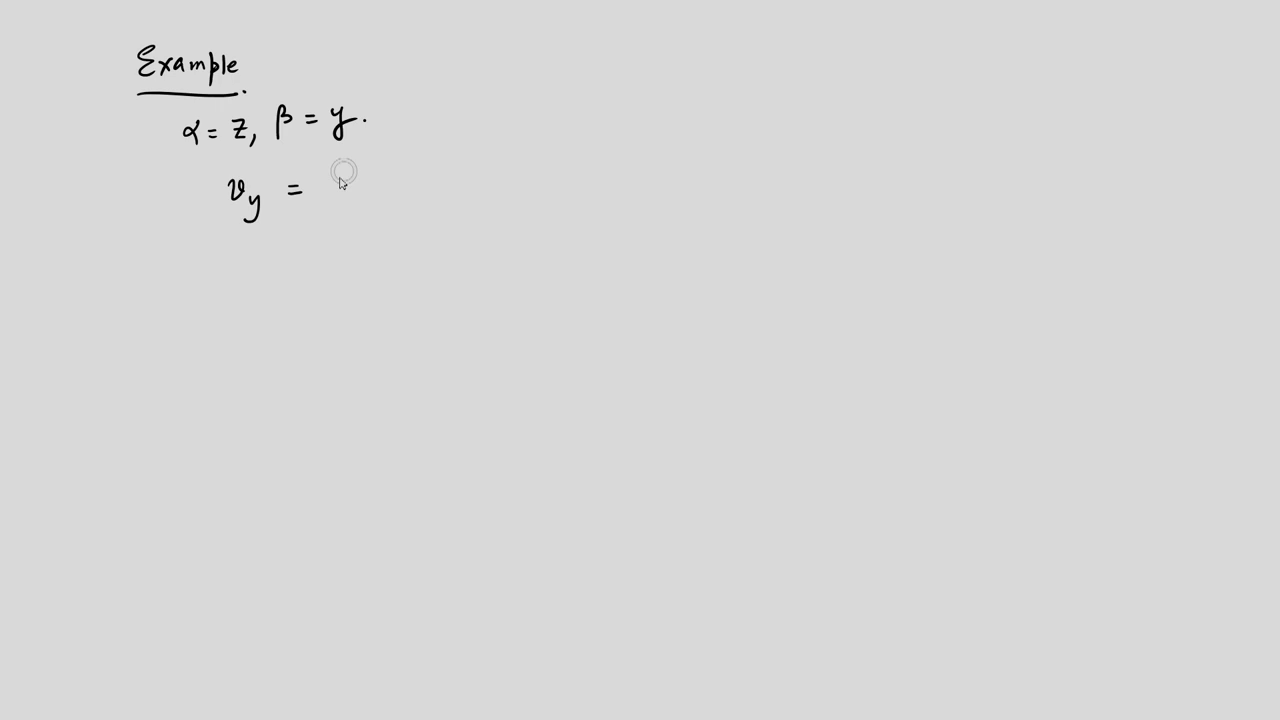 Example.
α = z, β = y.
v_y =